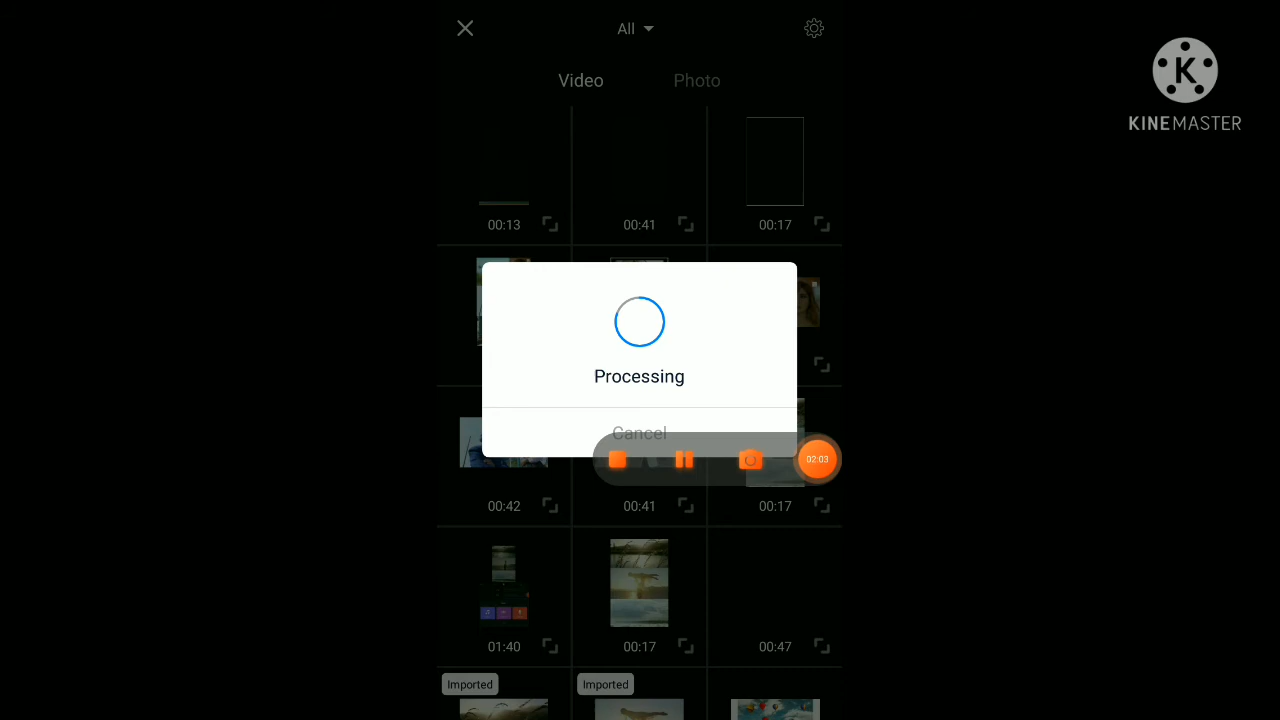 All
K
KINEMASTER
Video Photo
00:13 00:41 00:17
Processing
Cancel
02:03
00:42 00:41 00:17
01:40 00:17 00:47
Imported Imported